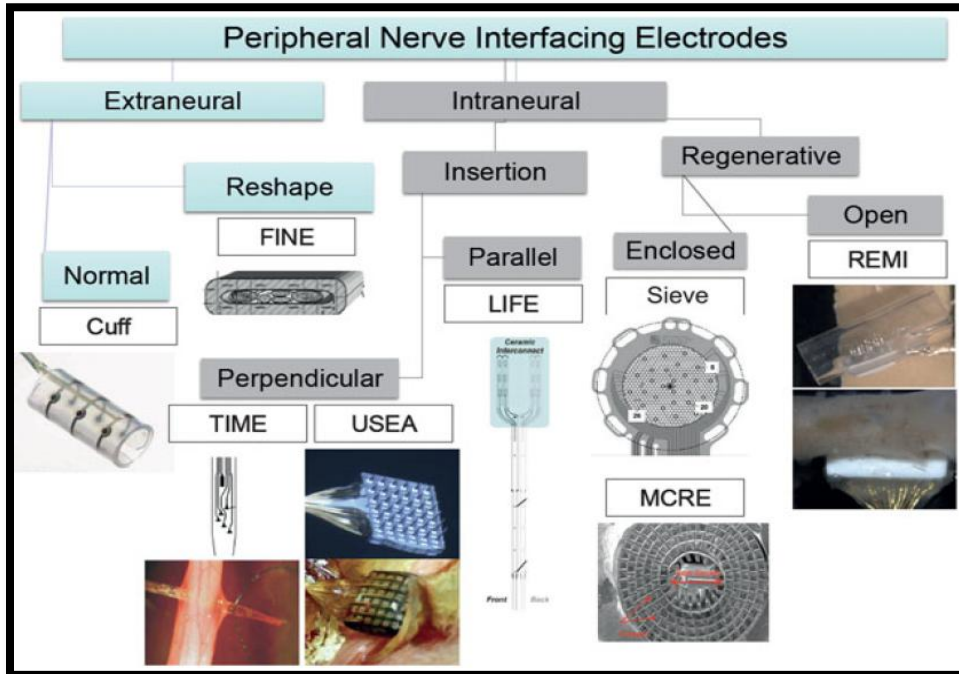 Peripheral Nerve Interfacing Electrodes
Extraneural
Intraneural
Reshape
FINE
Insertion
Regenerative
Normal
Cuff
Parallel
LIFE
Enclosed
Sieve
Open
REMI
Perpendicular
TIME
USEA
Ceramic
Interconnect
Front
Back
20
MCRE